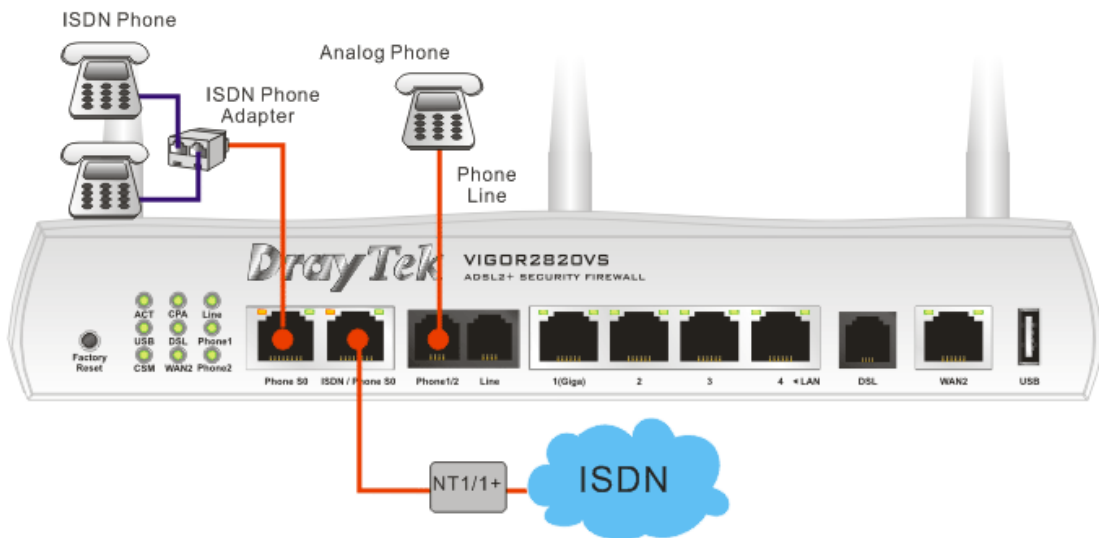 ISDN Phone
Analog Phone
ISDN Phone
Adapter
Phone
Line
DrayTek
VIGOR2820VS
ADSL2+ SECURITY FIREWALL
ACT CPA Line
USB DSL Phone1
CSM WAN2 Phone2
Factory
Reset
Phone S0 ISDN / Phone S0 Phone1/2 Line 1(Giga) 2 3 4 ◄LAN DSL WAN2 USB
NT1/1+
ISDN